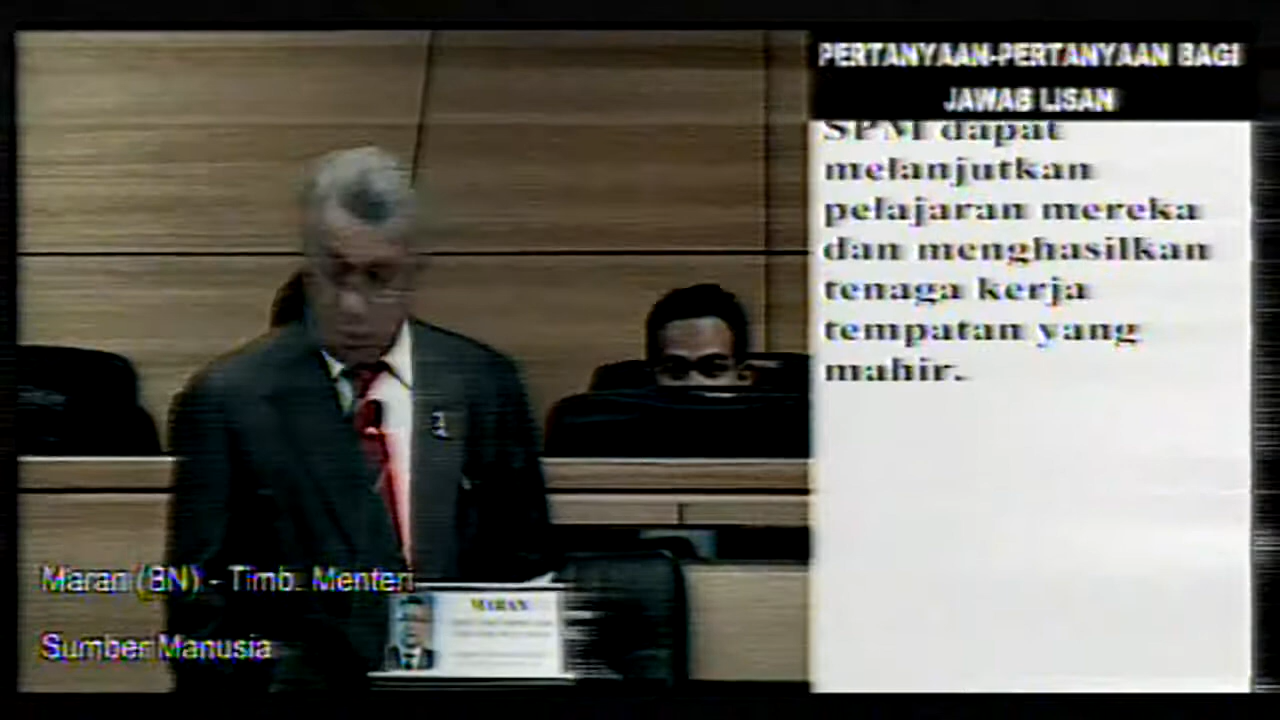 PERTANYAAN-PERTANYAAN BAGI
JAWAB LISAN
SPM dapat
melanjutkan
pelajaran mereka
dan menghasilkan
tenaga kerja
tempatan yang
mahir.
Maran (BN) - Timb. Menteri
Sumber Manusia
MARAN